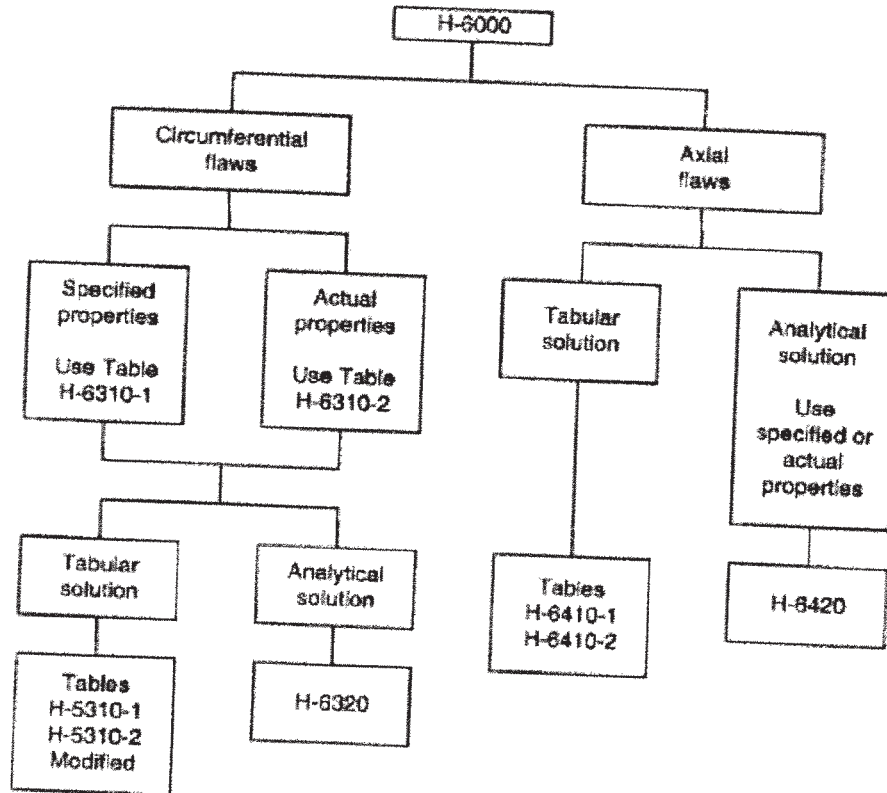 H-6000
Circumferential
flaws
Axial
flaws
Specified
properties
Use Table
H-6310-1
Actual
properties
Use Table
H-6310-2
Tabular
solution
Analytical
solution
Use
specified or
actual
properties
Tabular
solution
Analytical
solution
Tables
H-6410-1
H-6410-2
H-6420
Tables
H-5310-1
H-5310-2
Modified
H-6320